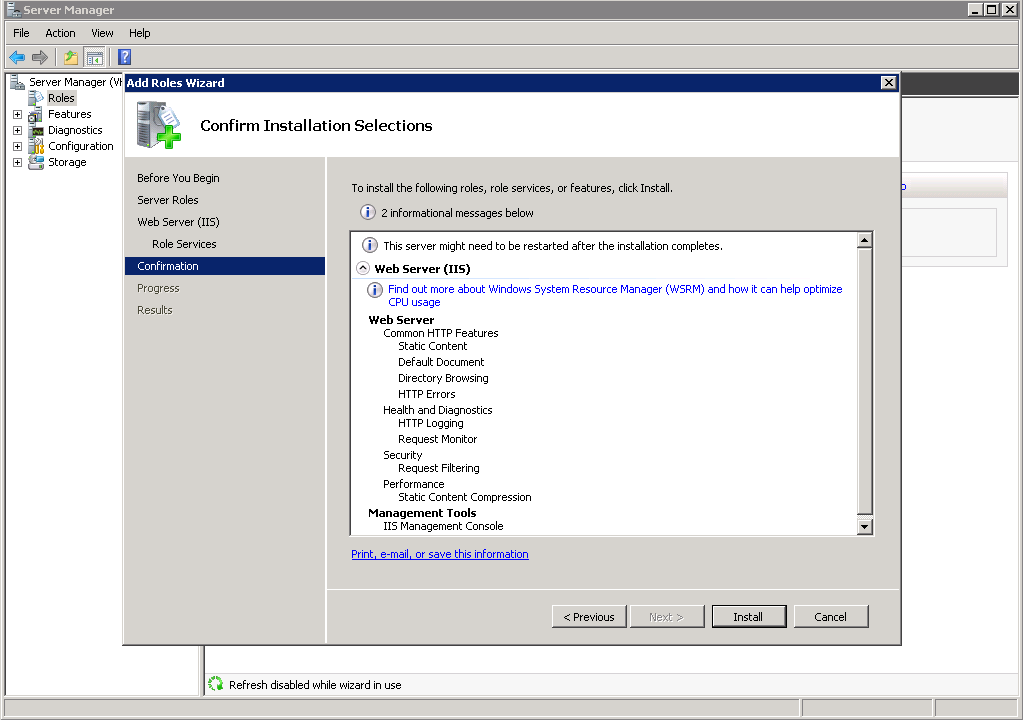 Server Manager
File Action View Help
Server Manager (VI
Roles
Features
Diagnostics
Configuration
Storage
Add Roles Wizard
Confirm Installation Selections
Before You Begin
Server Roles
Web Server (IIS)
Role Services
Confirmation
Progress
Results
To install the following roles, role services, or features, click Install.
2 informational messages below
This server might need to be restarted after the installation completes.
Web Server (IIS)
Find out more about Windows System Resource Manager (WSRM) and how it can help optimize
CPU usage
Web Server
Common HTTP Features
Static Content
Default Document
Directory Browsing
HTTP Errors
Health and Diagnostics
HTTP Logging
Request Monitor
Security
Request Filtering
Performance
Static Content Compression
Management Tools
IIS Management Console
Print, e-mail, or save this information
< Previous Next > Install Cancel
Refresh disabled while wizard in use